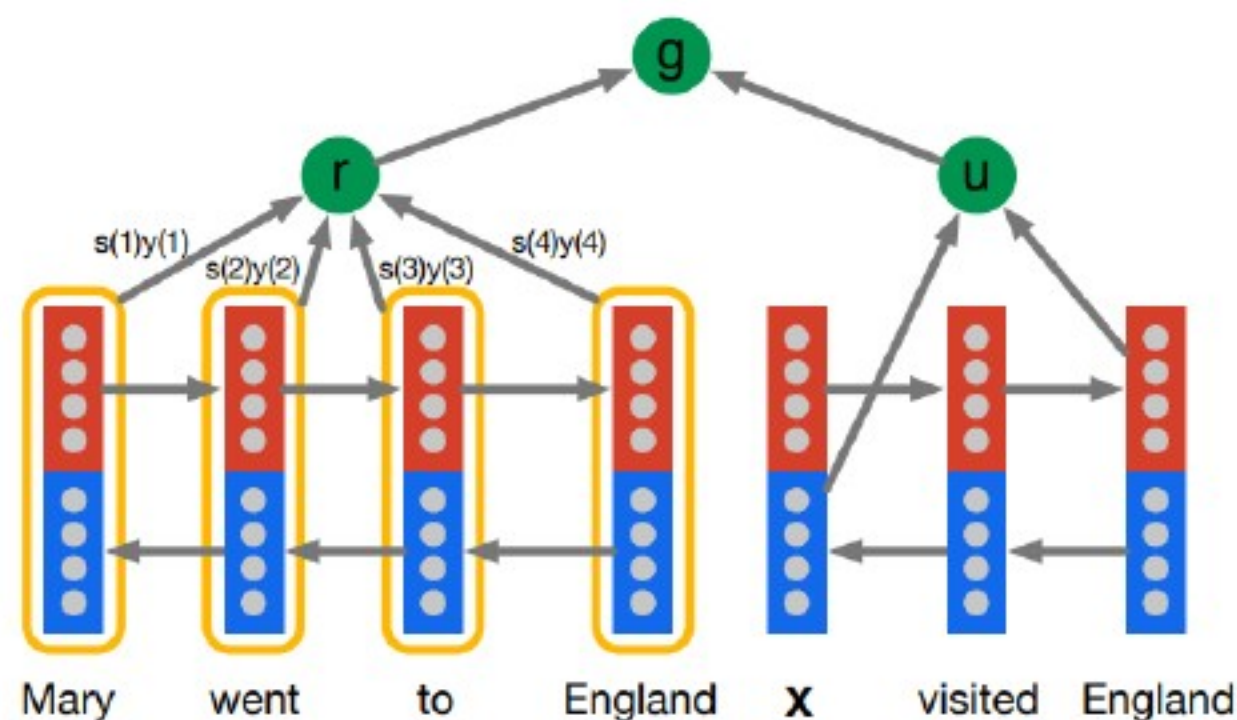 g
r u
s(1)y(1) s(2)y(2) s(3)y(3) s(4)y(4)
Mary went to England x visited England